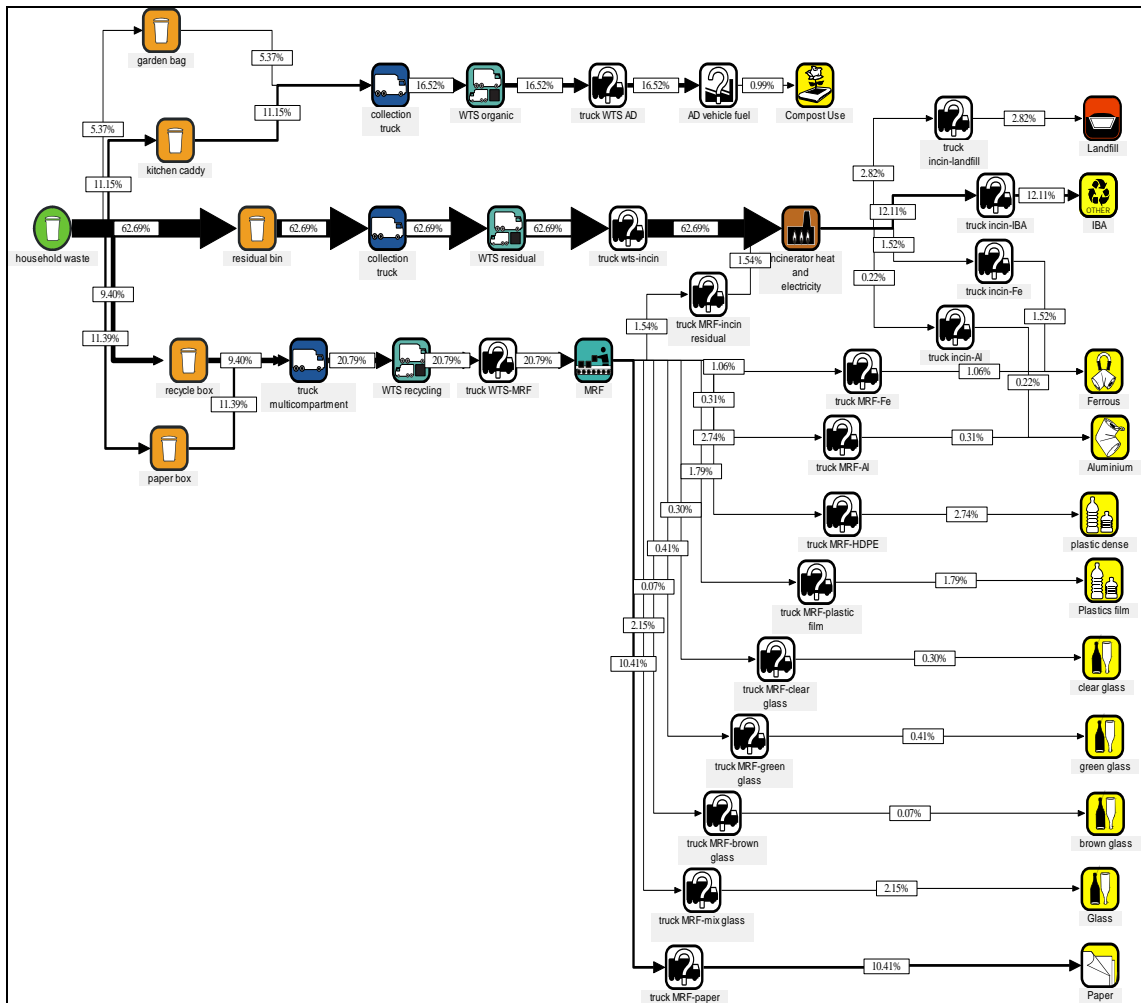 garden bag
5.37%
5.37%
16.52%
16.52%
16.52%
0.99%
collection
truck
WTS organic
truck WTS AD
AD vehicle fuel
Compost Use
11.15%
kitchen caddy
11.15%
truck
incin-landfill
2.82%
Landfill
2.82%
12.11%
12.11%
OTHER
truck incin-IBA
IBA
household waste
62.69%
residual bin
62.69%
collection
truck
62.69%
WTS residual
62.69%
truck wts-incin
62.69%
incinerator heat
and
electricity
1.54%
1.52%
0.22%
truck incin-Fe
1.52%
truck incin-Al
0.22%
9.40%
11.39%
recycle box
9.40%
11.39%
truck
multicompartment
20.79%
WTS recycling
20.79%
truck WTS-MRF
20.79%
MRF
1.54%
truck MRF-incin
residual
paper box
1.06%
truck MRF-Fe
1.06%
Ferrous
0.31%
truck MRF-Al
0.31%
Aluminium
2.74%
truck MRF-HDPE
2.74%
plastic dense
1.79%
truck MRF-plastic
film
1.79%
Plastics film
0.30%
truck MRF-clear
glass
0.30%
clear glass
0.41%
truck MRF-green
glass
0.41%
green glass
0.07%
truck MRF-brown
glass
0.07%
brown glass
2.15%
truck MRF-mix glass
2.15%
Glass
10.41%
truck MRF-paper
10.41%
Paper